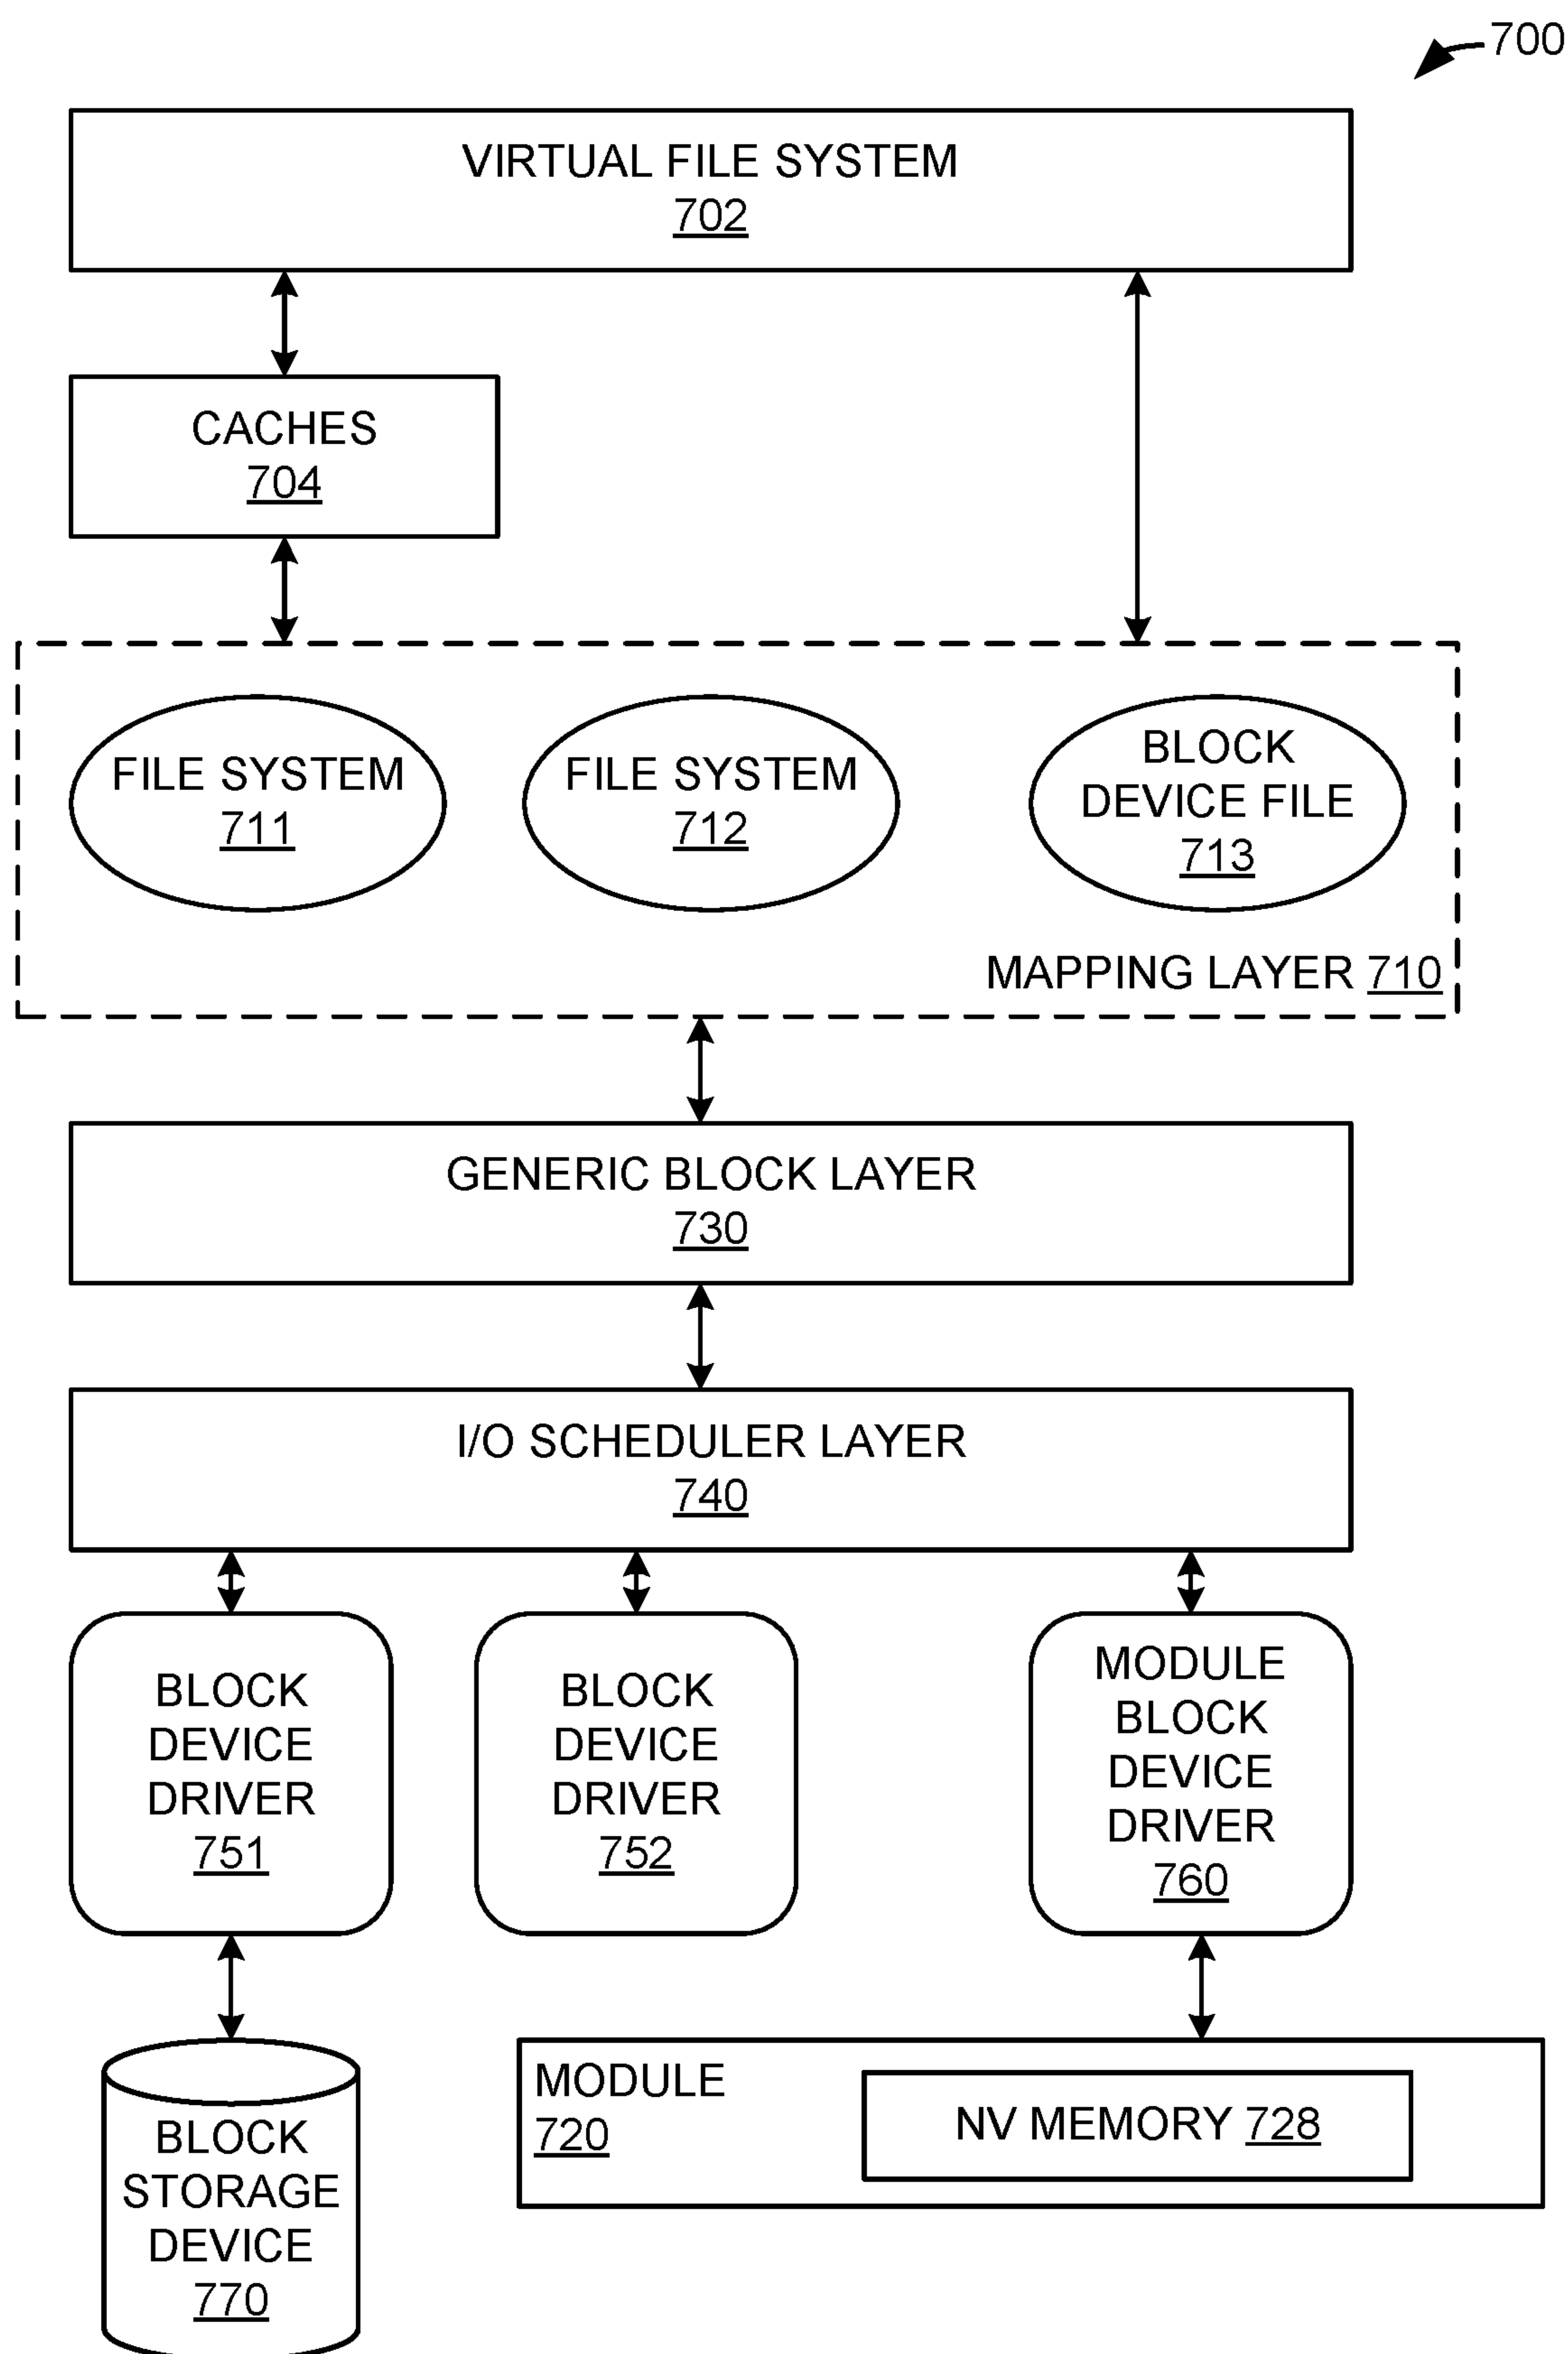 700
VIRTUAL FILE SYSTEM
702
CACHES
704
FILE SYSTEM
711
FILE SYSTEM
712
BLOCK
DEVICE FILE
713
MAPPING LAYER 710
GENERIC BLOCK LAYER
730
I/O SCHEDULER LAYER
740
BLOCK
DEVICE
DRIVER
751
BLOCK
DEVICE
DRIVER
752
MODULE
BLOCK
DEVICE
DRIVER
760
BLOCK
STORAGE
DEVICE
770
MODULE
720
NV MEMORY 728